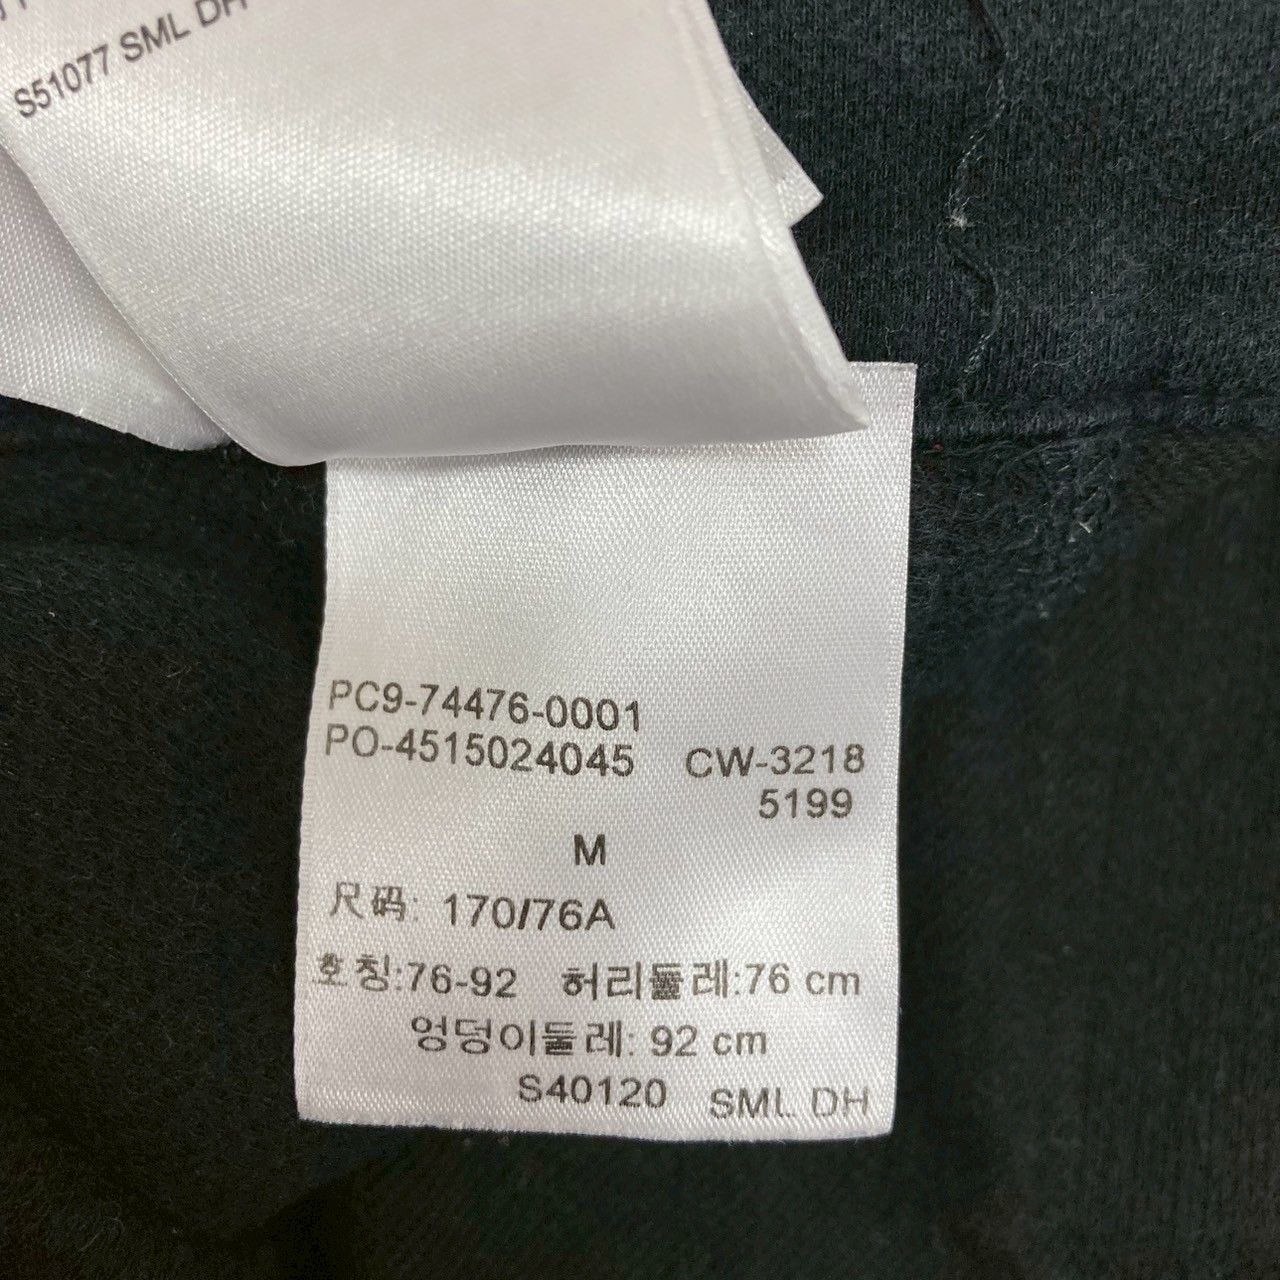 S51077 SML DH
PC9-74476-0001
PO-4515024045 CW-3218
5199
M
尺码: 170/76A
호칭:76-92 허리둘레:76 cm
엉덩이둘레: 92 cm
S40120 SML DH